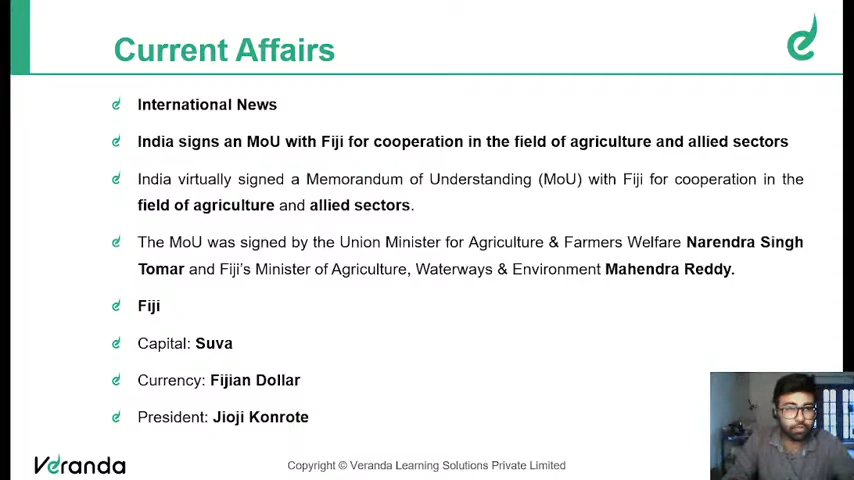 Current Affairs
International News
India signs an MoU with Fiji for cooperation in the field of agriculture and allied sectors
India virtually signed a Memorandum of Understanding (MoU) with Fiji for cooperation in the
field of agriculture and allied sectors.
The MoU was signed by the Union Minister for Agriculture & Farmers Welfare Narendra Singh
Tomar and Fiji's Minister of Agriculture, Waterways & Environment Mahendra Reddy.
Fiji
Capital: Suva
Currency: Fijian Dollar
President: Jioji Konrote
Veranda
Copyright © Veranda Learning Solutions Private Limited